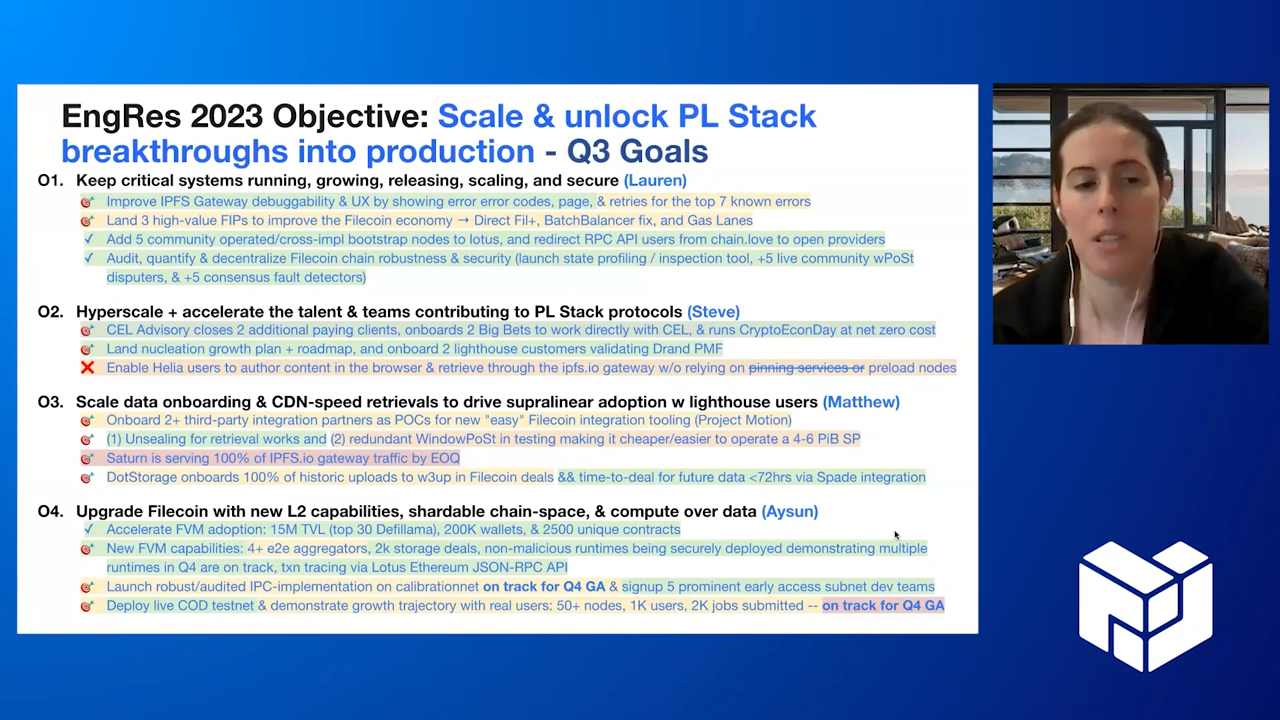 EngRes 2023 Objective: Scale & unlock PL Stack
breakthroughs into production - Q3 Goals
O1. Keep critical systems running, growing, releasing, scaling, and secure (Lauren)
Improve IPFS Gateway debuggability & UX by showing error error codes, page, & retries for the top 7 known errors
Land 3 high-value FIPs to improve the Filecoin economy → Direct Fil+, BatchBalancer fix, and Gas Lanes
✓ Add 5 community operated/cross-impl bootstrap nodes to lotus, and redirect RPC API users from chain.love to open providers
✓ Audit, quantify & decentralize Filecoin chain robustness & security (launch state profiling / inspection tool, +5 live community wPoSt
disputers, & +5 consensus fault detectors)
O2. Hyperscale + accelerate the talent & teams contributing to PL Stack protocols (Steve)
CEL Advisory closes 2 additional paying clients, onboards 2 Big Bets to work directly with CEL, & runs CryptoEconDay at net zero cost
Land nucleation growth plan + roadmap, and onboard 2 lighthouse customers validating Drand PMF
❌ Enable Helia users to author content in the browser & retrieve through the ipfs.io gateway w/o relying on pinning services or preload nodes
O3. Scale data onboarding & CDN-speed retrievals to drive supralinear adoption w lighthouse users (Matthew)
Onboard 2+ third-party integration partners as POCs for new "easy" Filecoin integration tooling (Project Motion)
(1) Unsealing for retrieval works and (2) redundant WindowPoSt in testing making it cheaper/easier to operate a 4-6 PiB SP
Saturn is serving 100% of IPFS.io gateway traffic by EOQ
DotStorage onboards 100% of historic uploads to w3up in Filecoin deals && time-to-deal for future data <72hrs via Spade integration
O4. Upgrade Filecoin with new L2 capabilities, shardable chain-space, & compute over data (Aysun)
✓ Accelerate FVM adoption: 15M TVL (top 30 Defillama), 200K wallets, & 2500 unique contracts
New FVM capabilities: 4+ e2e aggregators, 2k storage deals, non-malicious runtimes being securely deployed demonstrating multiple
runtimes in Q4 are on track, txn tracing via Lotus Ethereum JSON-RPC API
Launch robust/audited IPC-implementation on calibrationnet on track for Q4 GA & signup 5 prominent early access subnet dev teams
Deploy live COD testnet & demonstrate growth trajectory with real users: 50+ nodes, 1K users, 2K jobs submitted -- on track for Q4 GA